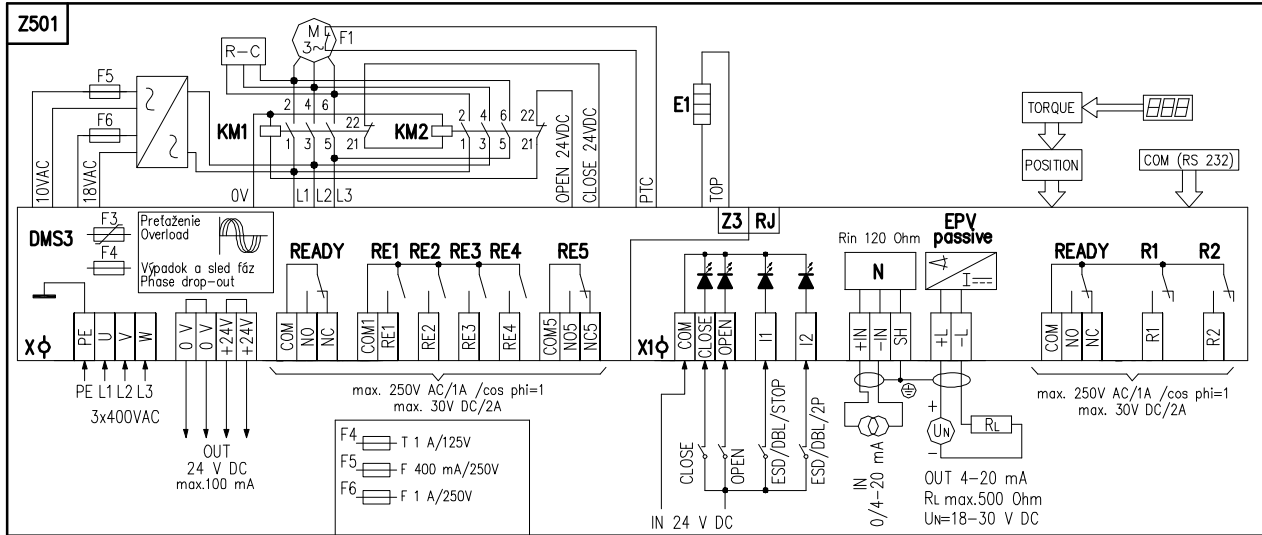 Z501
R-C
M
3~
F1
F5
F6
2 4 6
KM1
22
1 3 5 21
KM2
2 4 6 22
1 3 5 21
E1
TORQUE
POSITION
COM (RS 232)
10VAC
18VAC
0V
L1 L2 L3
OPEN 24VDC
CLOSE 24VDC
PTC
TOP
DMS3
F3
F4
Preťaženie
Overload
Výpadok a sled fáz
Phase drop-out
READY
RE1 RE2 RE3 RE4
RE5
Z3 RJ
Rin 120 Ohm
N
EPV
passive
I
READY
R1
R2
X
PE
U
V
W
0 V
0 V
+24V
+24V
COM
NO
NC
COM1
RE1
RE2
RE3
RE4
COM5
NO5
NC5
X1
COM
CLOSE
OPEN
I1
I2
+IN
-IN
SH
+L
-L
COM
NO
NC
R1
R2
PE L1 L2 L3
3x400VAC
OUT
24 V DC
max.100 mA
max. 250V AC/1A /cos phi=1
max. 30V DC/2A
F4 T 1 A/125V
F5 F 400 mA/250V
F6 F 1 A/250V
CLOSE
OPEN
ESD/DBL/STOP
ESD/DBL/2P
IN 24 V DC
IN
0/4-20 mA
+
UN
-
RL
OUT 4-20 mA
RL max.500 Ohm
UN=18-30 V DC
max. 250V AC/1A /cos phi=1
max. 30V DC/2A